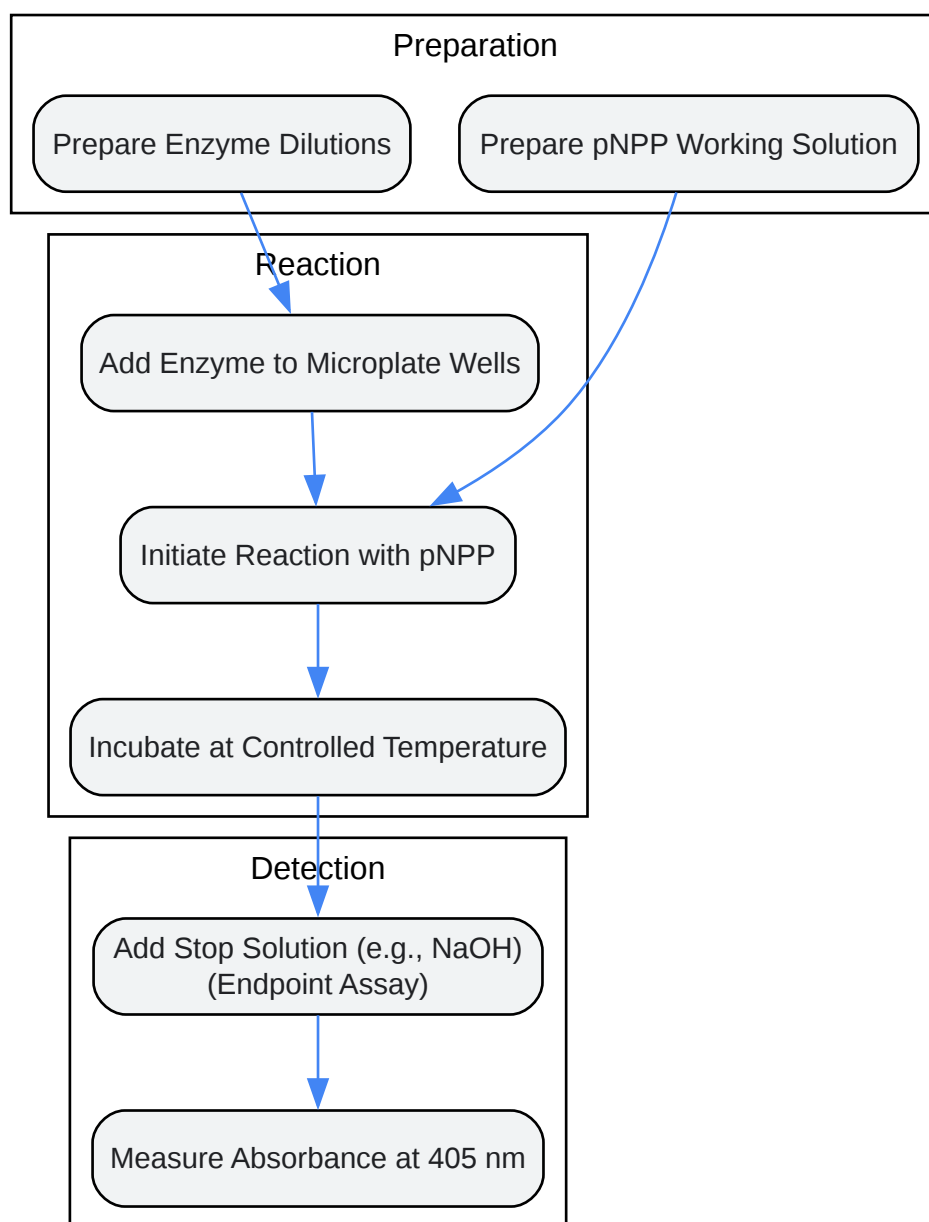 Preparation
Prepare Enzyme Dilutions
Prepare pNPP Working Solution
Reaction
Add Enzyme to Microplate Wells
Initiate Reaction with pNPP
Incubate at Controlled Temperature
Detection
Add Stop Solution (e.g., NaOH)
(Endpoint Assay)
Measure Absorbance at 405 nm